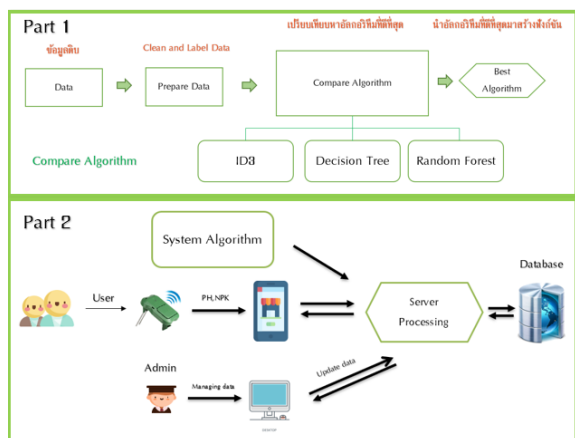 Part 1
เปรียบเทียบหาอัลกอริทึมที่ดีที่สุด
นำอัลกอริทึมที่ดีที่สุดมาสร้างฟังก์ชัน
ข้อมูลดิบ
Clean and Label Data
Data
Prepare Data
Compare Algorithm
Best
Algorithm
Compare Algorithm
ID3
Decision Tree
Random Forest
Part 2
System Algorithm
Database
User
PH,NPK
Server
Processing
Admin
Managing data
Update data